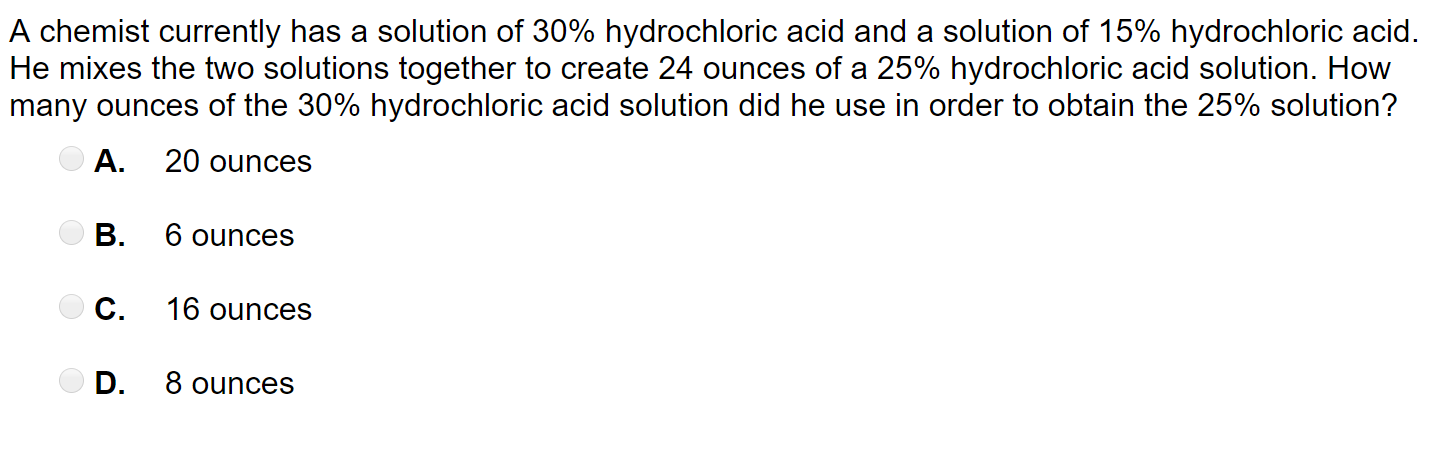 A chemist currently has a solution of 30% hydrochloric acid and a solution of 15% hydrochloric acid.
He mixes the two solutions together to create 24 ounces of a 25% hydrochloric acid solution. How
many ounces of the 30% hydrochloric acid solution did he use in order to obtain the 25% solution?
A. 20 ounces
B. 6 ounces
C. 16 ounces
D. 8 ounces